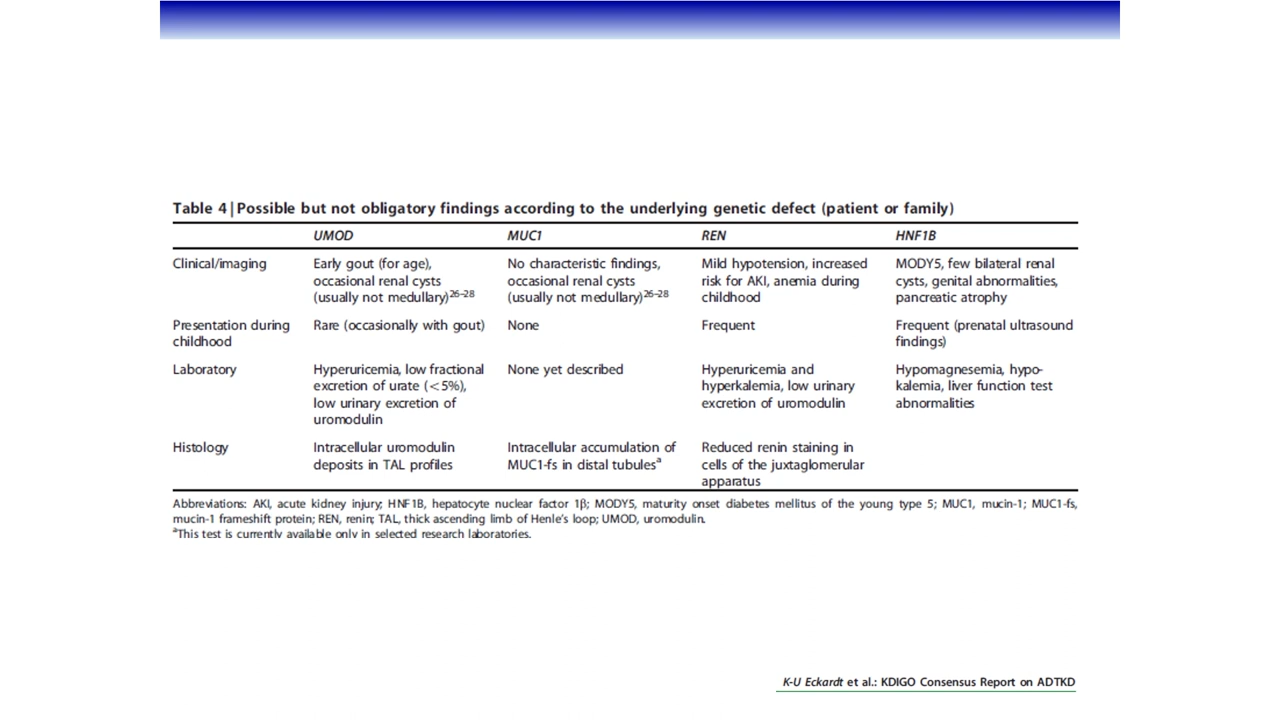 Table 4 | Possible but not obligatory findings according to the underlying genetic defect (patient or family)
UMOD MUC1 REN HNF1B
Clinical/imaging Early gout (for age), No characteristic findings, Mild hypotension, increased MODY5, few bilateral renal
occasional renal cysts occasional renal cysts risk for AKI, anemia during cysts, genital abnormalities,
(usually not medullary)26–28 (usually not medullary)26–28 childhood pancreatic atrophy
Presentation during Rare (occasionally with gout) None Frequent Frequent (prenatal ultrasound
childhood findings)
Laboratory Hyperuricemia, low fractional None yet described Hyperuricemia and Hypomagnesemia, hypo-
excretion of urate (<5%), hyperkalemia, low urinary kalemia, liver function test
low urinary excretion of excretion of uromodulin abnormalities
uromodulin
Histology Intracellular uromodulin Intracellular accumulation of Reduced renin staining in
deposits in TAL profiles MUC1-fs in distal tubulesa cells of the juxtaglomerular
apparatus
Abbreviations: AKI, acute kidney injury; HNF1B, hepatocyte nuclear factor 1β; MODY5, maturity onset diabetes mellitus of the young type 5; MUC1, mucin-1; MUC1-fs,
mucin-1 frameshift protein; REN, renin; TAL, thick ascending limb of Henle's loop; UMOD, uromodulin.
aThis test is currently available only in selected research laboratories.
K-U Eckardt et al.: KDIGO Consensus Report on ADTKD